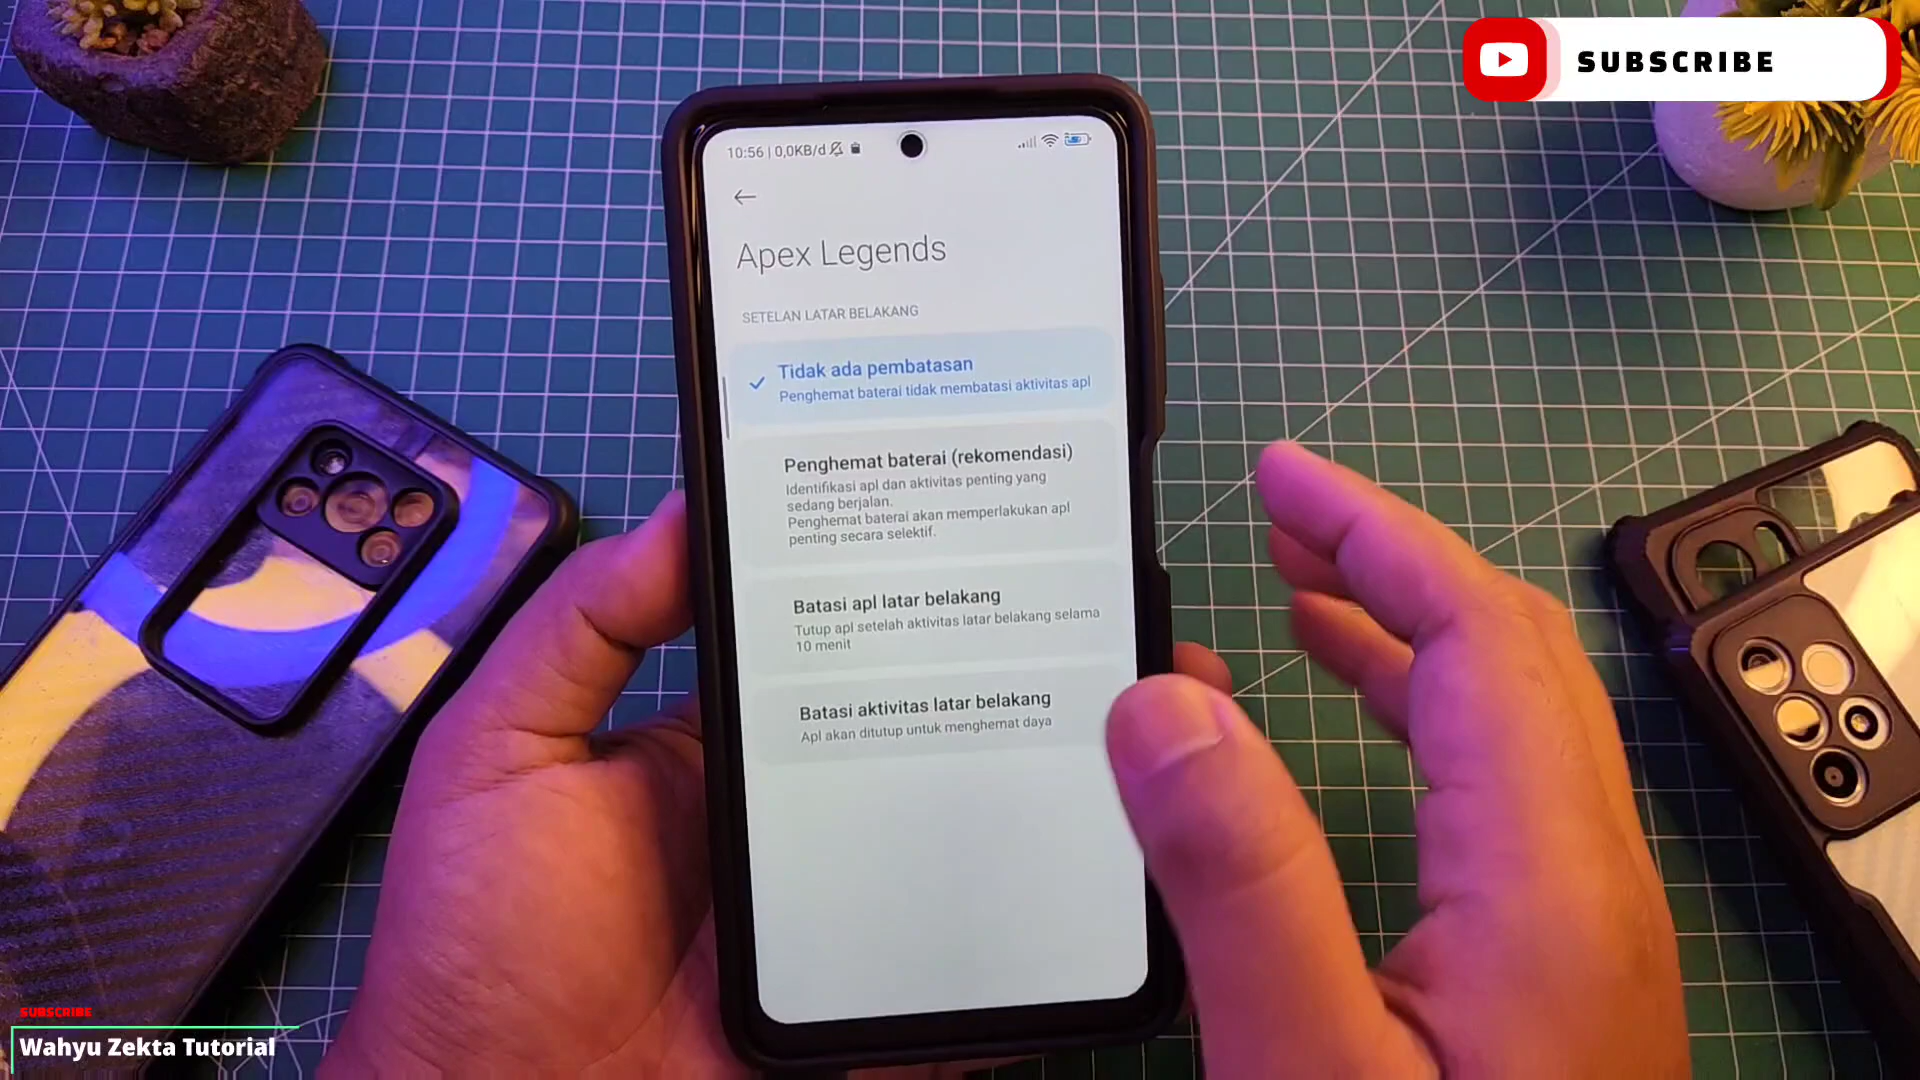 SUBSCRIBE
10:56 | 0,0KB/d
Apex Legends
SETELAN LATAR BELAKANG
Tidak ada pembatasan
Penghemat baterai tidak membatasi aktivitas apl
Penghemat baterai (rekomendasi)
Identifikasi apl dan aktivitas penting yang
sedang berjalan.
Penghemat baterai akan memperlakukan apl
penting secara selektif.
Batasi apl latar belakang
Tutup apl setelah aktivitas latar belakang selama
10 menit
Batasi aktivitas latar belakang
Apl akan ditutup untuk menghemat daya
SUBSCRIBE
Wahyu Zekta Tutorial